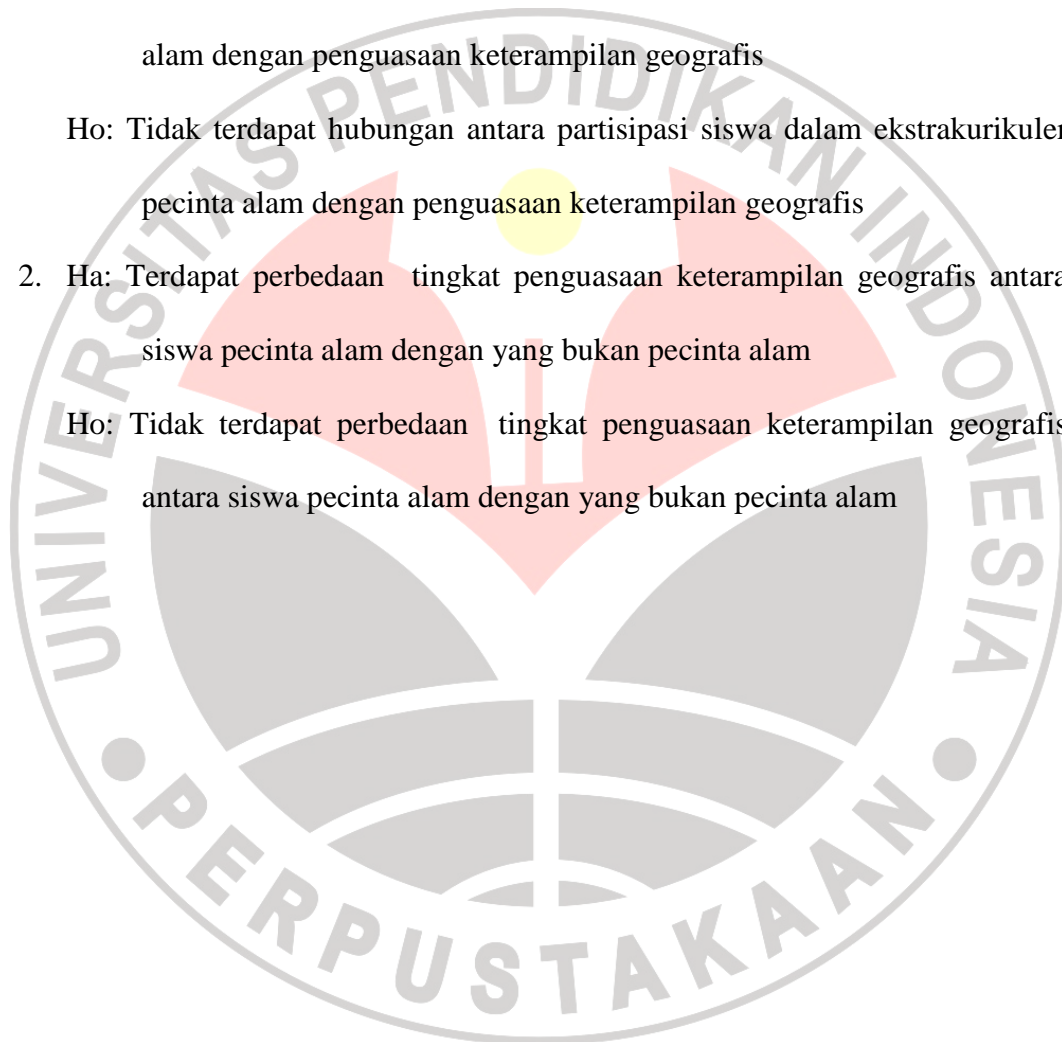 alam dengan penguasaan keterampilan geografis
Ho: Tidak terdapat hubungan antara partisipasi siswa dalam ekstrakurikuler
pecinta alam dengan penguasaan keterampilan geografis
2. Ha: Terdapat perbedaan tingkat penguasaan keterampilan geografis antara
siswa pecinta alam dengan yang bukan pecinta alam
Ho: Tidak terdapat perbedaan tingkat penguasaan keterampilan geografis
antara siswa pecinta alam dengan yang bukan pecinta alam
UNIVERSITAS PENDIDIKAN INDONESIA
PERPUSTAKAAN